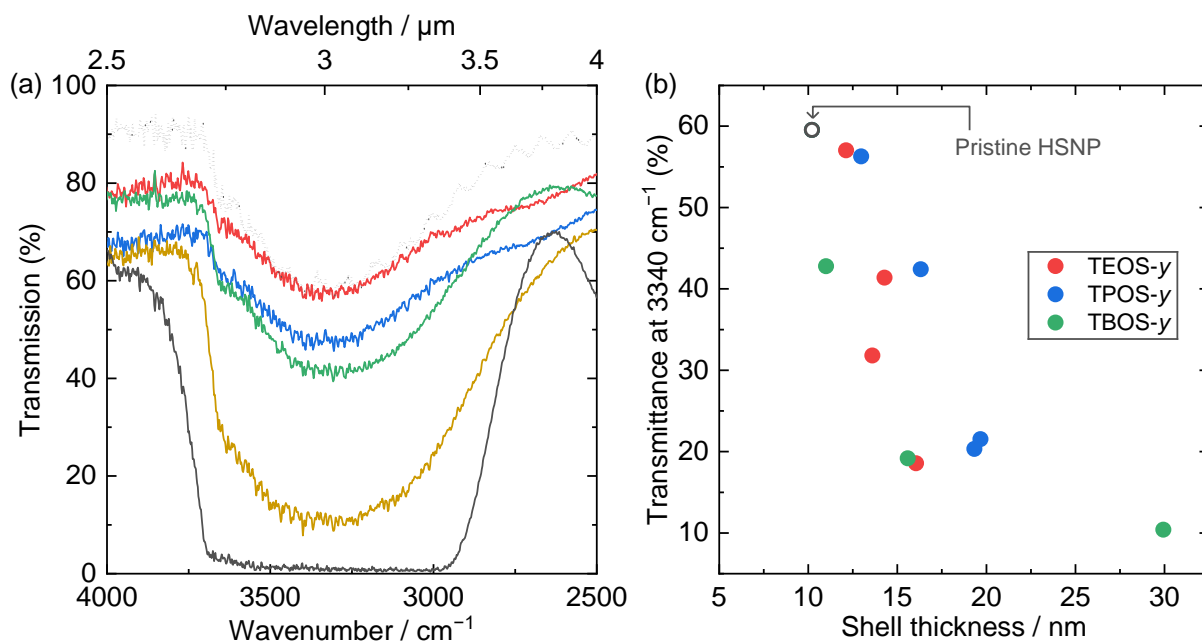 Wavelength / µm
2.5 3 3.5 4
(a)
100
80
60
40
20
0
Transmission (%)
4000 3500 3000 2500
Wavenumber / cm⁻¹
(b)
60
50
40
30
20
10
Transmittance at 3340 cm⁻¹ (%)
Pristine HSNP
TEOS-y
TPOS-y
TBOS-y
5 10 15 20 25 30
Shell thickness / nm